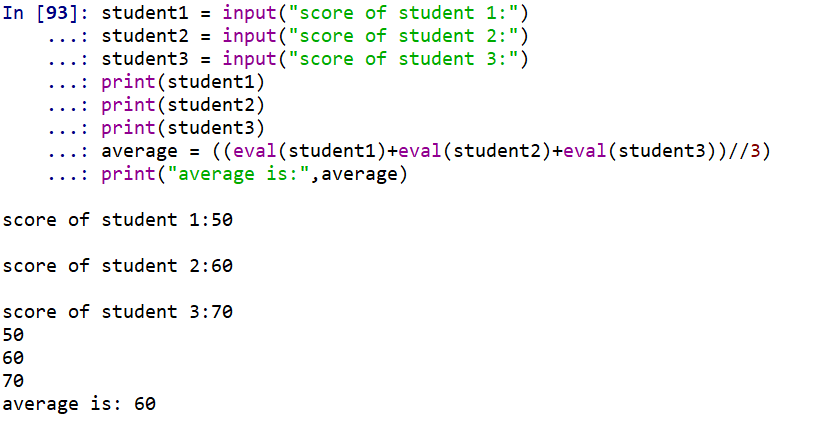 In [93]: student1 = input("score of student 1:")
...: student2 = input("score of student 2:")
...: student3 = input("score of student 3:")
...: print(student1)
...: print(student2)
...: print(student3)
...: average = ((eval(student1)+eval(student2)+eval(student3))//3)
...: print("average is:",average)
score of student 1:50
score of student 2:60
score of student 3:70
50
60
70
average is: 60